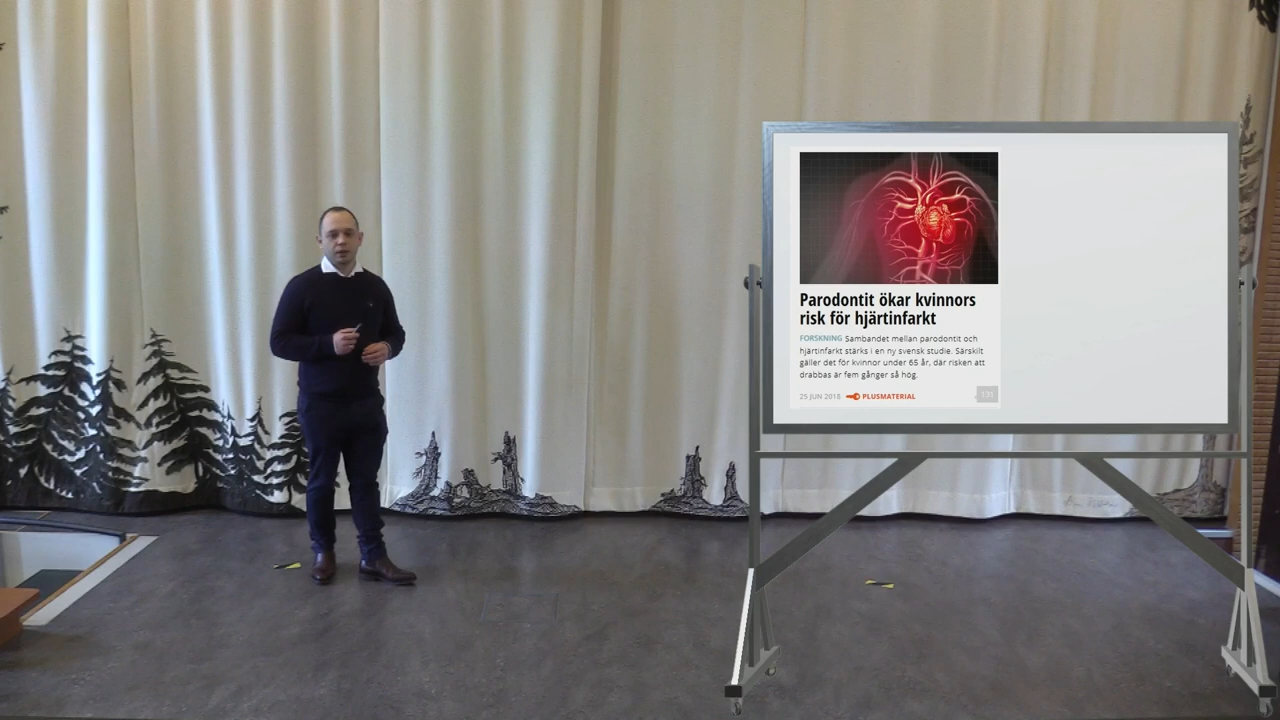 Parodontit ökar kvinnors
risk för hjärtinfarkt
FORSKNING Sambandet mellan parodontit och
hjärtinfarkt stärks i en ny svensk studie. Särskilt
gäller det för kvinnor under 65 år, där risken att
drabbas är fem gånger så hög.
25 JUN 2018 PLUSMATERIAL 131